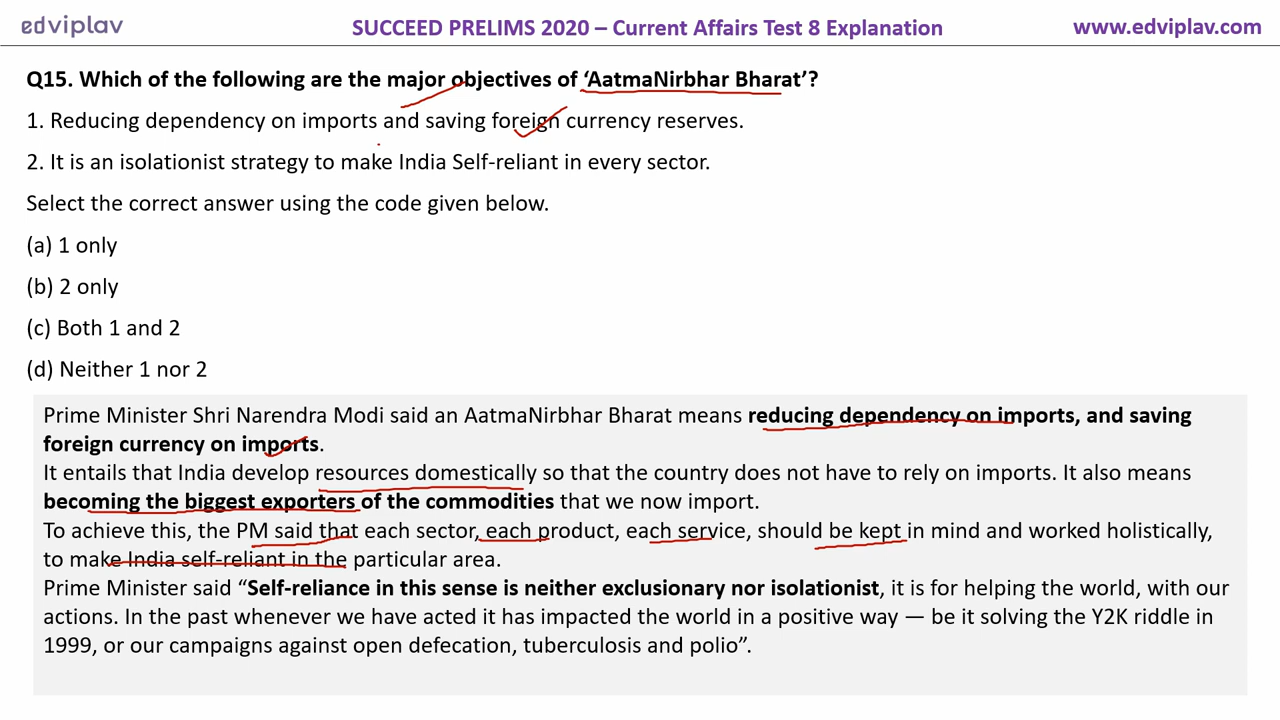 edviplav
SUCCEED PRELIMS 2020 – Current Affairs Test 8 Explanation
www.edviplav.com
Q15. Which of the following are the major objectives of ‘AatmaNirbhar Bharat’?
1. Reducing dependency on imports and saving foreign currency reserves.
2. It is an isolationist strategy to make India Self-reliant in every sector.
Select the correct answer using the code given below.
(a) 1 only
(b) 2 only
(c) Both 1 and 2
(d) Neither 1 nor 2
Prime Minister Shri Narendra Modi said an AatmaNirbhar Bharat means reducing dependency on imports, and saving
foreign currency on imports.
It entails that India develop resources domestically so that the country does not have to rely on imports. It also means
becoming the biggest exporters of the commodities that we now import.
To achieve this, the PM said that each sector, each product, each service, should be kept in mind and worked holistically,
to make India self-reliant in the particular area.
Prime Minister said “Self-reliance in this sense is neither exclusionary nor isolationist, it is for helping the world, with our
actions. In the past whenever we have acted it has impacted the world in a positive way — be it solving the Y2K riddle in
1999, or our campaigns against open defecation, tuberculosis and polio”.